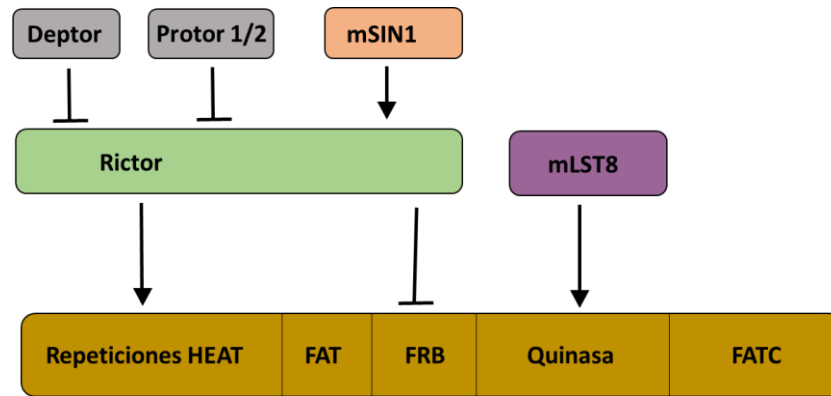 Deptor
Protor 1/2
mSIN1
Rictor
mLST8
Repeticiones HEAT
FAT
FRB
Quinasa
FATC